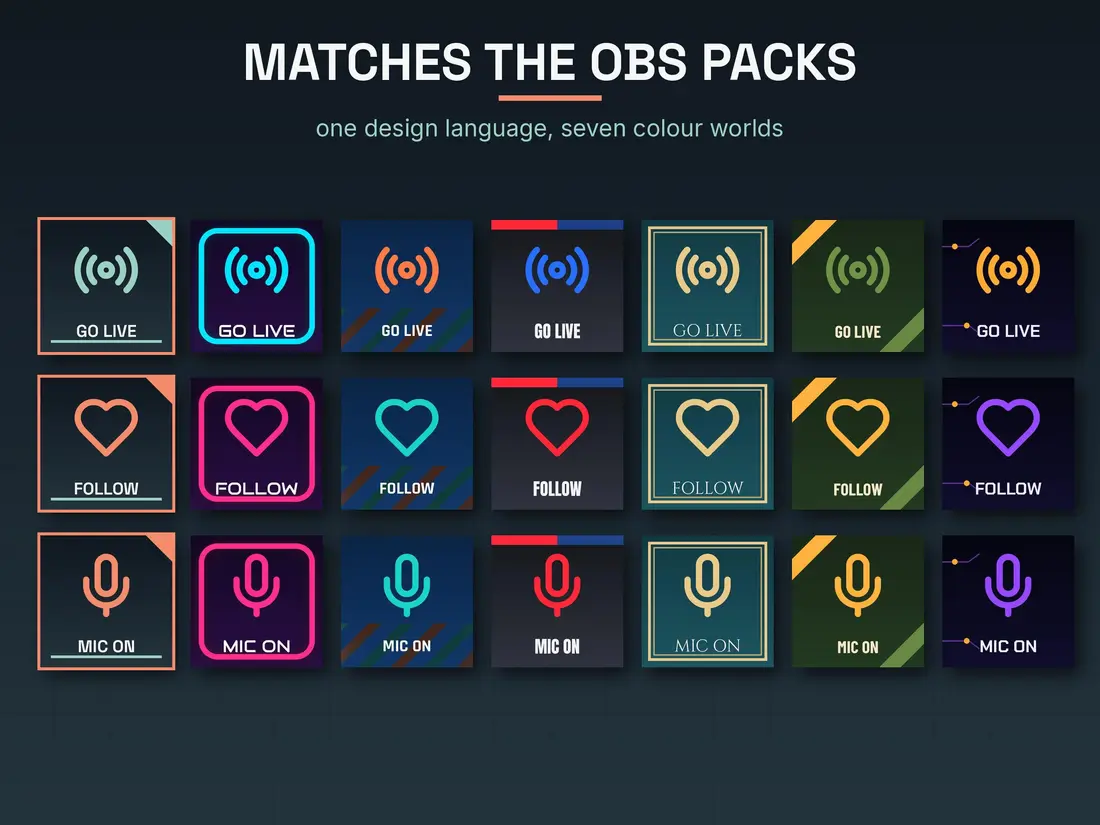 MATCHES THE OBS PACKS
one design language, seven colour worlds
GO LIVE GO LIVE GO LIVE GO LIVE GO LIVE GO LIVE GO LIVE
FOLLOW FOLLOW FOLLOW FOLLOW FOLLOW FOLLOW FOLLOW
MIC ON MIC ON MIC ON MIC ON MIC ON MIC ON MIC ON